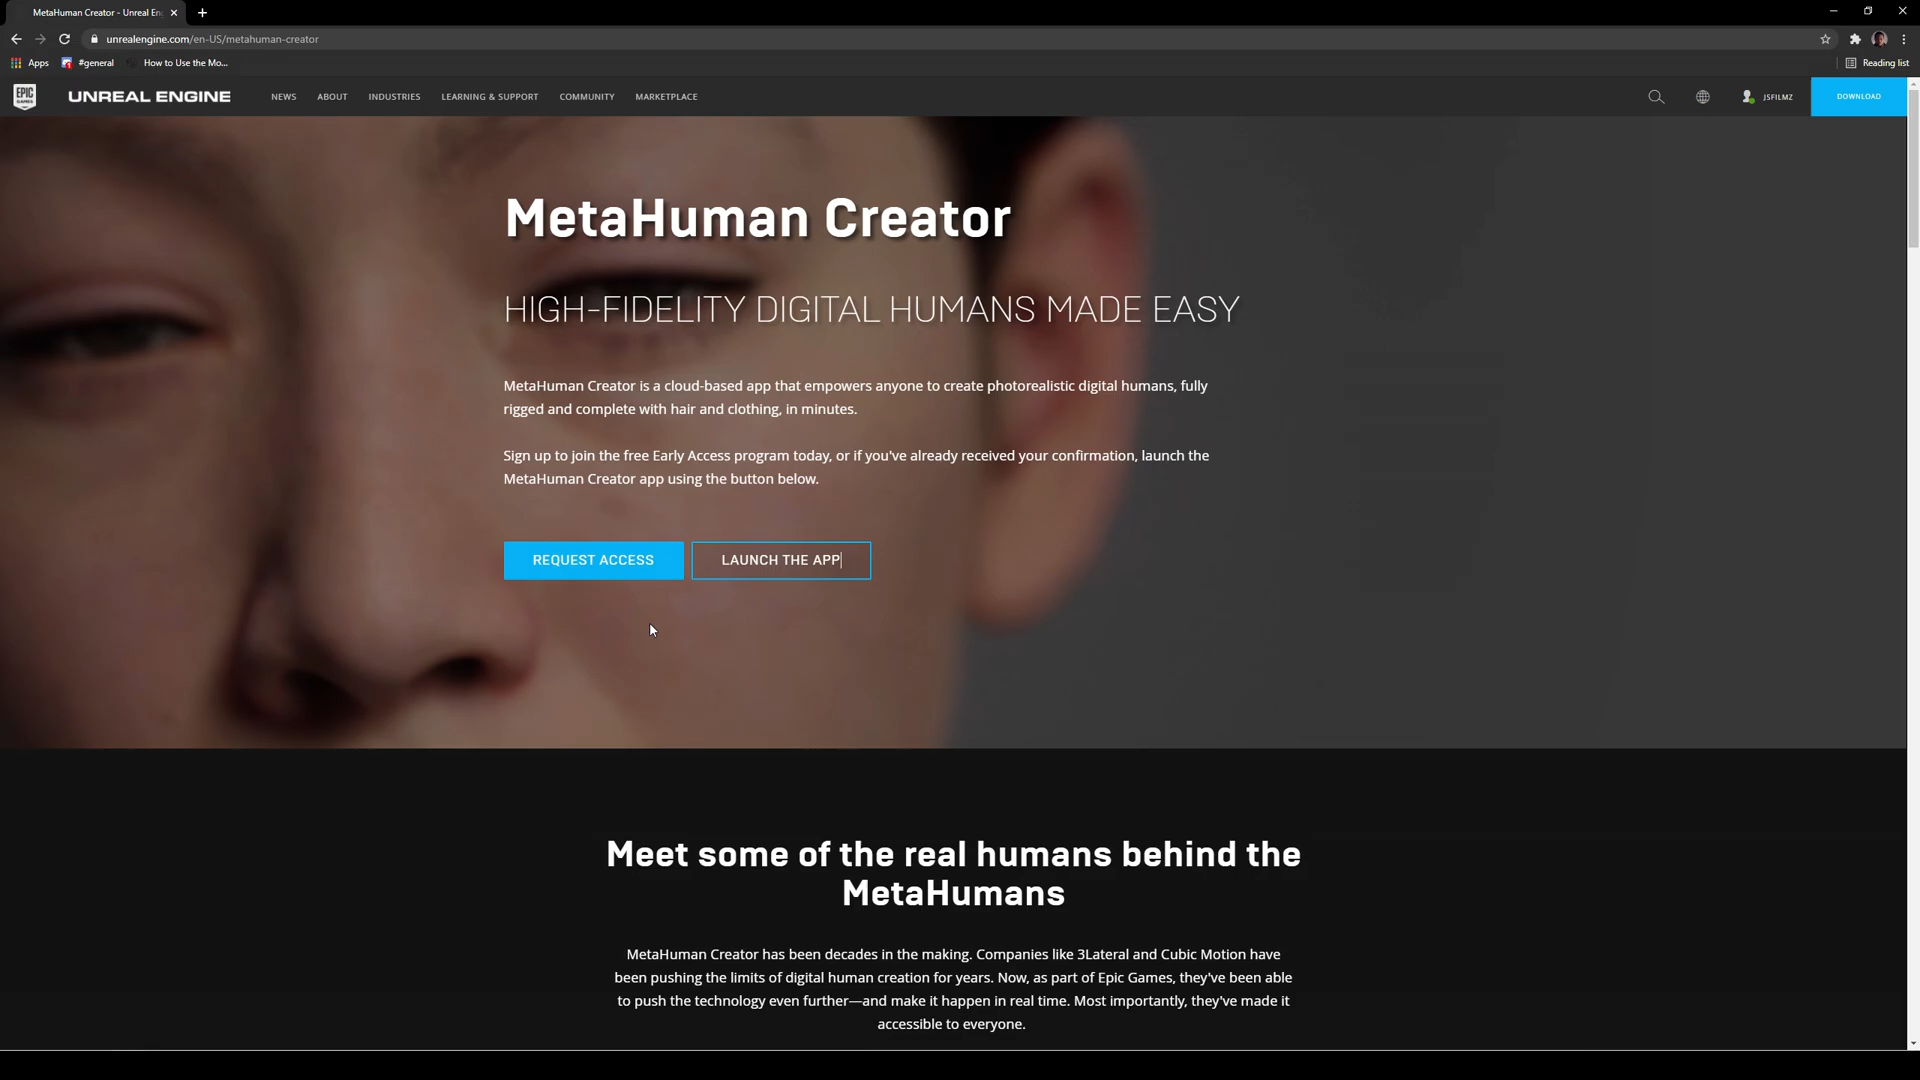 MetaHuman Creator - Unreal En
unrealengine.com/en-US/metahuman-creator
Apps
#general
How to Use the Mo...
Reading list
EPIC GAMES
UNREAL ENGINE
NEWS
ABOUT
INDUSTRIES
LEARNING & SUPPORT
COMMUNITY
MARKETPLACE
JSFILMZ
DOWNLOAD
MetaHuman Creator
HIGH-FIDELITY DIGITAL HUMANS MADE EASY
MetaHuman Creator is a cloud-based app that empowers anyone to create photorealistic digital humans, fully
rigged and complete with hair and clothing, in minutes.
Sign up to join the free Early Access program today, or if you've already received your confirmation, launch the
MetaHuman Creator app using the button below.
REQUEST ACCESS
LAUNCH THE APP
Meet some of the real humans behind the
MetaHumans
MetaHuman Creator has been decades in the making. Companies like 3Lateral and Cubic Motion have
been pushing the limits of digital human creation for years. Now, as part of Epic Games, they've been able
to push the technology even further—and make it happen in real time. Most importantly, they've made it
accessible to everyone.